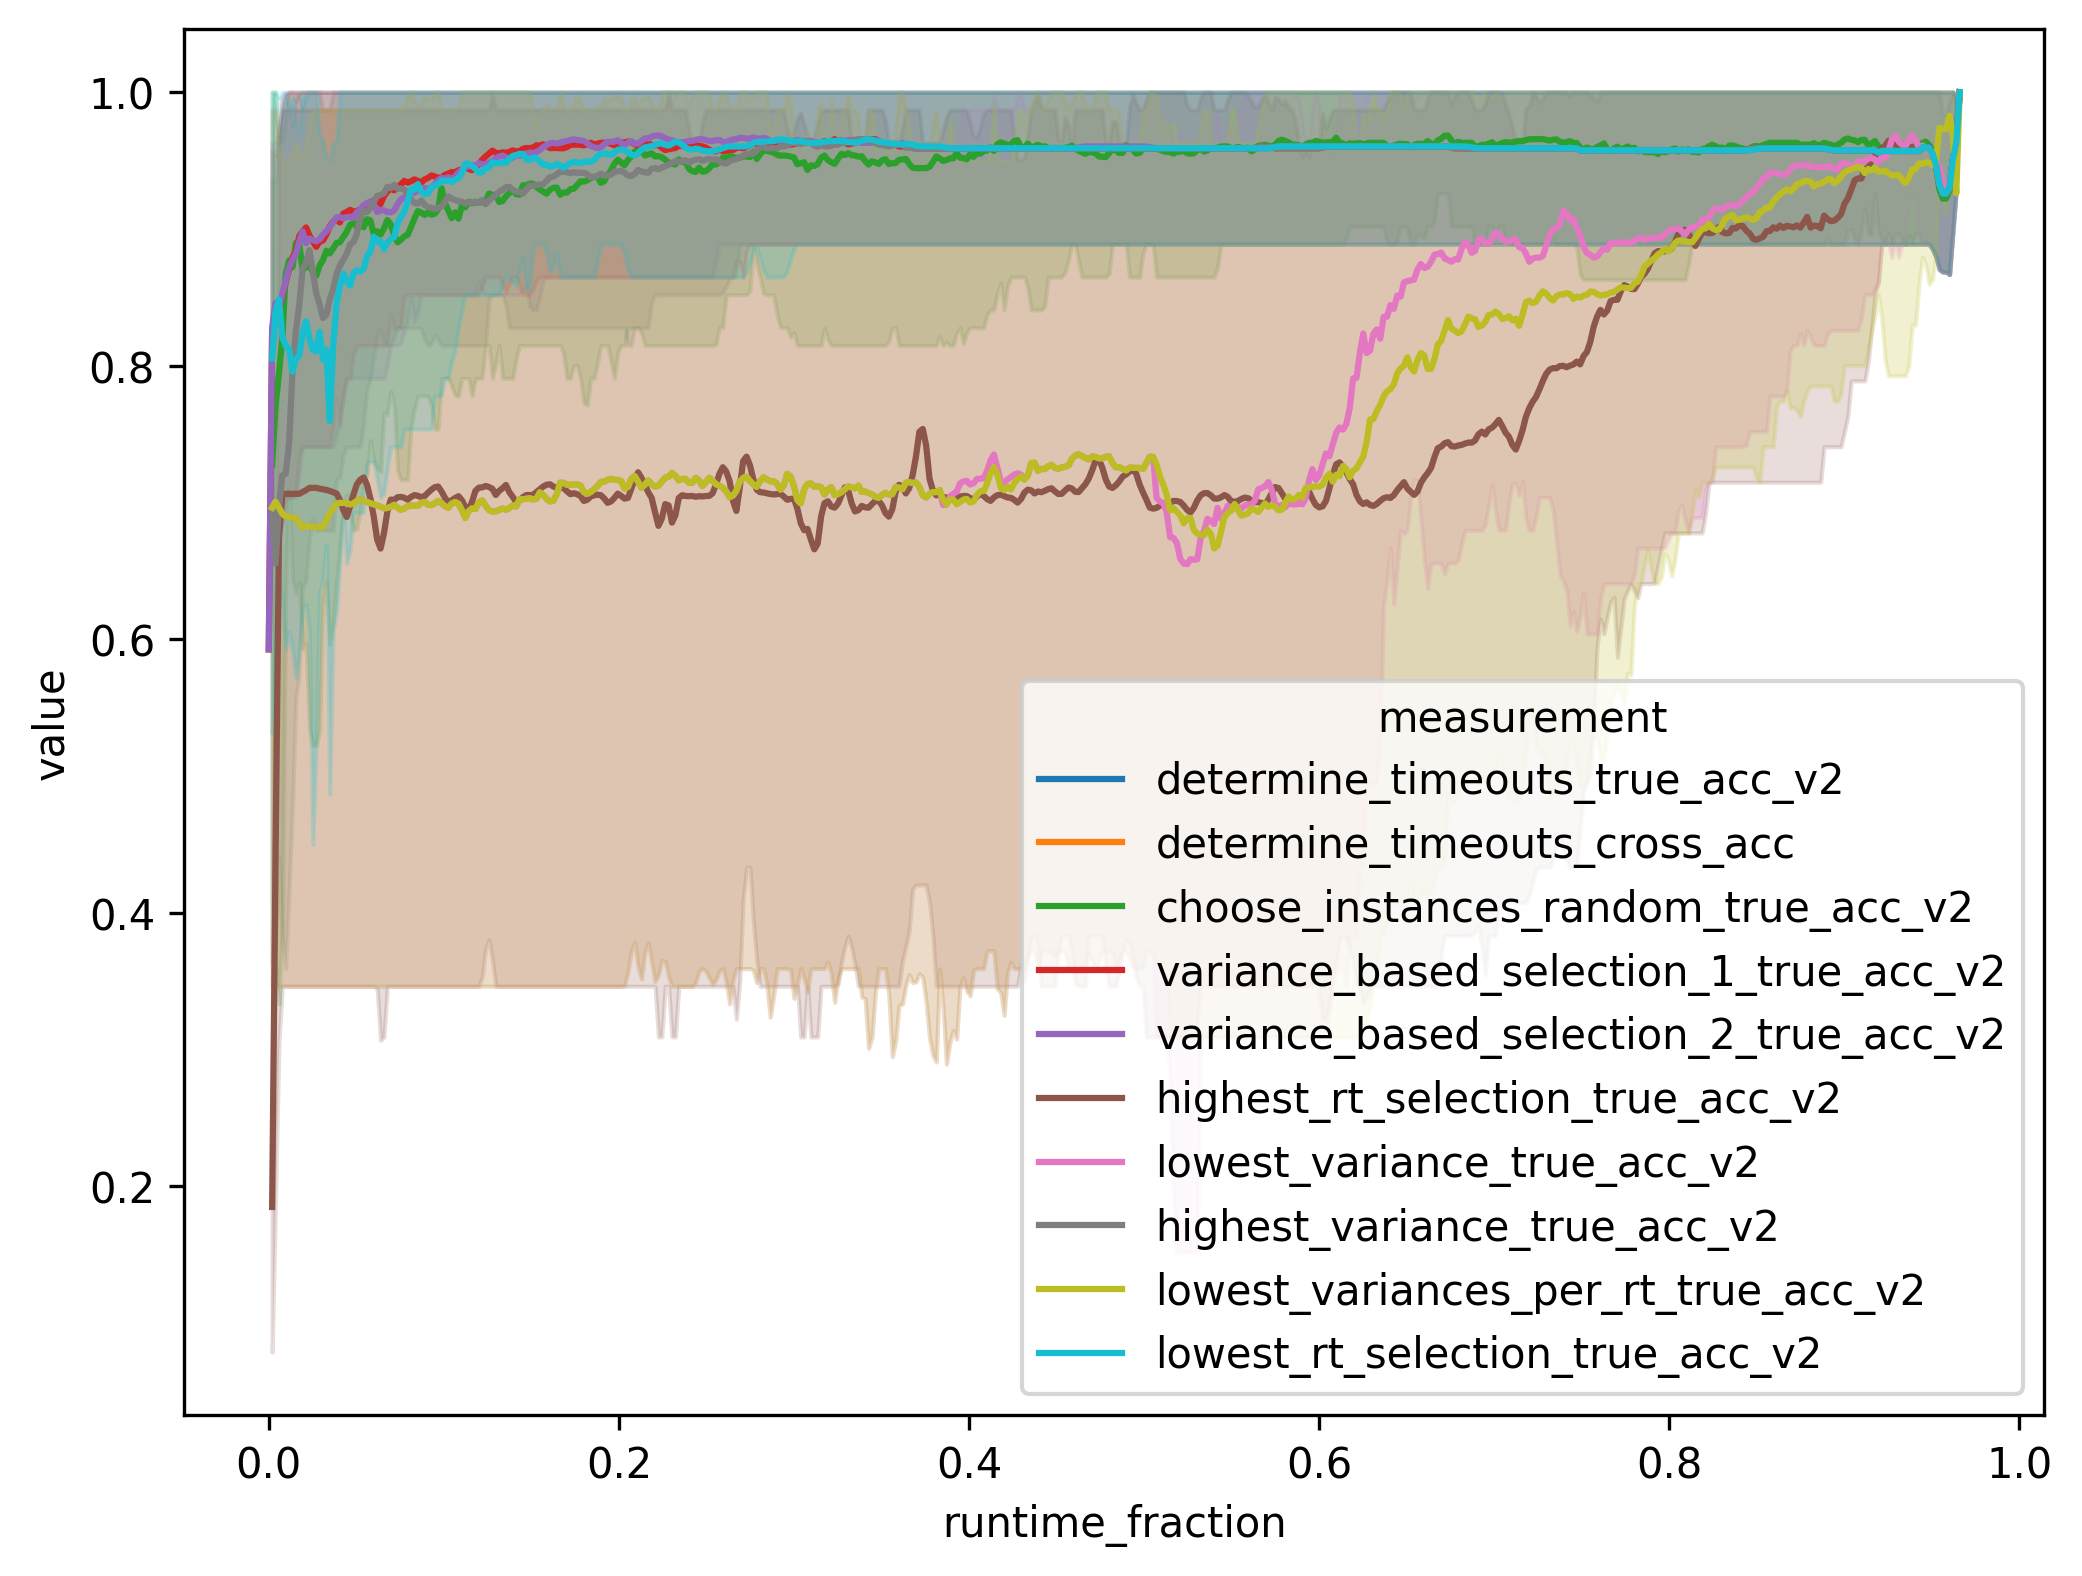 1.0
0.8
0.6
0.4
0.2
value
measurement
determine_timeouts_true_acc_v2
determine_timeouts_cross_acc
choose_instances_random_true_acc_v2
variance_based_selection_1_true_acc_v2
variance_based_selection_2_true_acc_v2
highest_rt_selection_true_acc_v2
lowest_variance_true_acc_v2
highest_variance_true_acc_v2
lowest_variances_per_rt_true_acc_v2
lowest_rt_selection_true_acc_v2
0.0 0.2 0.4 0.6 0.8 1.0
runtime_fraction